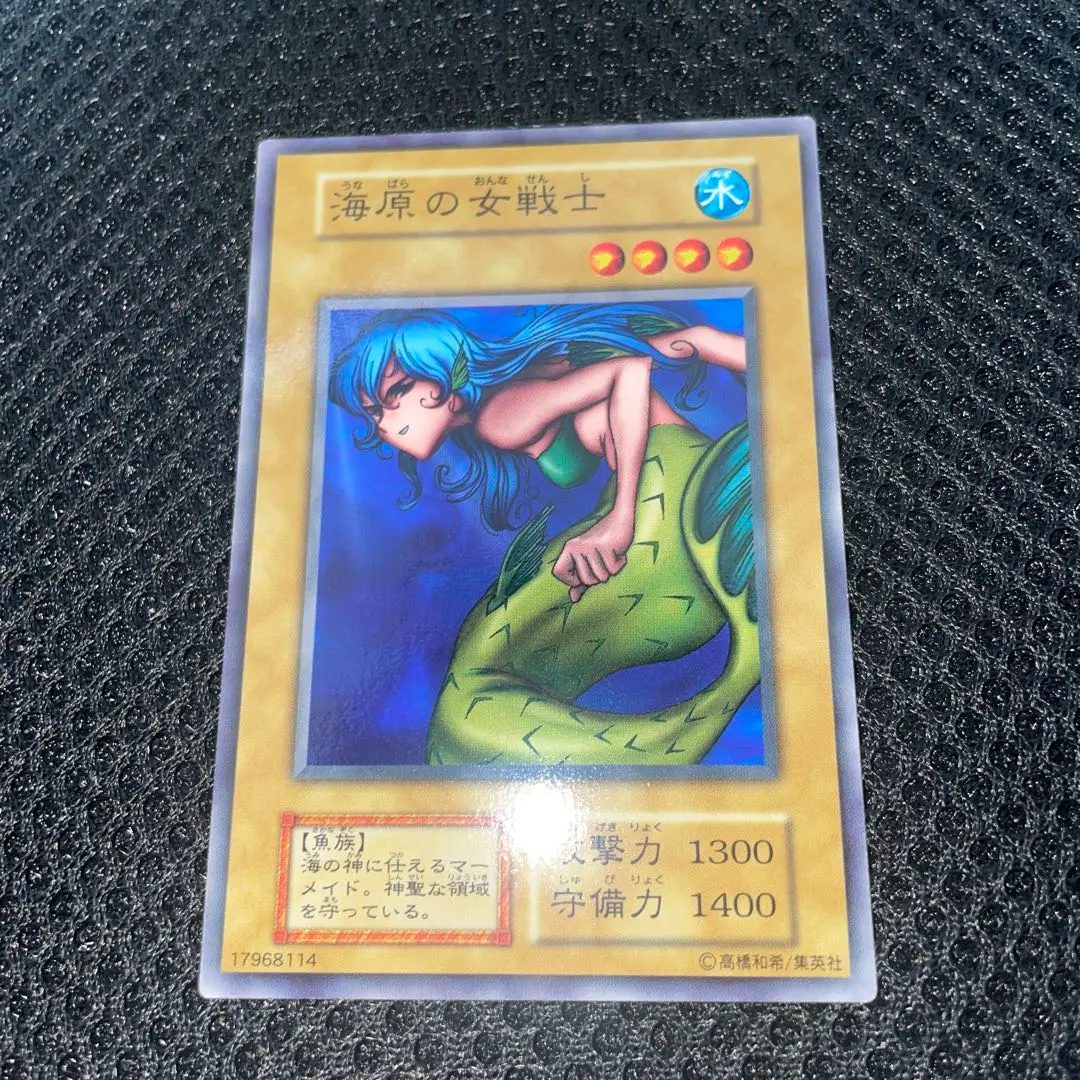 海原の女戦士
水
【魚族】
海の神に仕えるマー
メイド。神聖な領域
を守っている。
撃力 1300
守備力 1400
17968114
©高橋和希/集英社